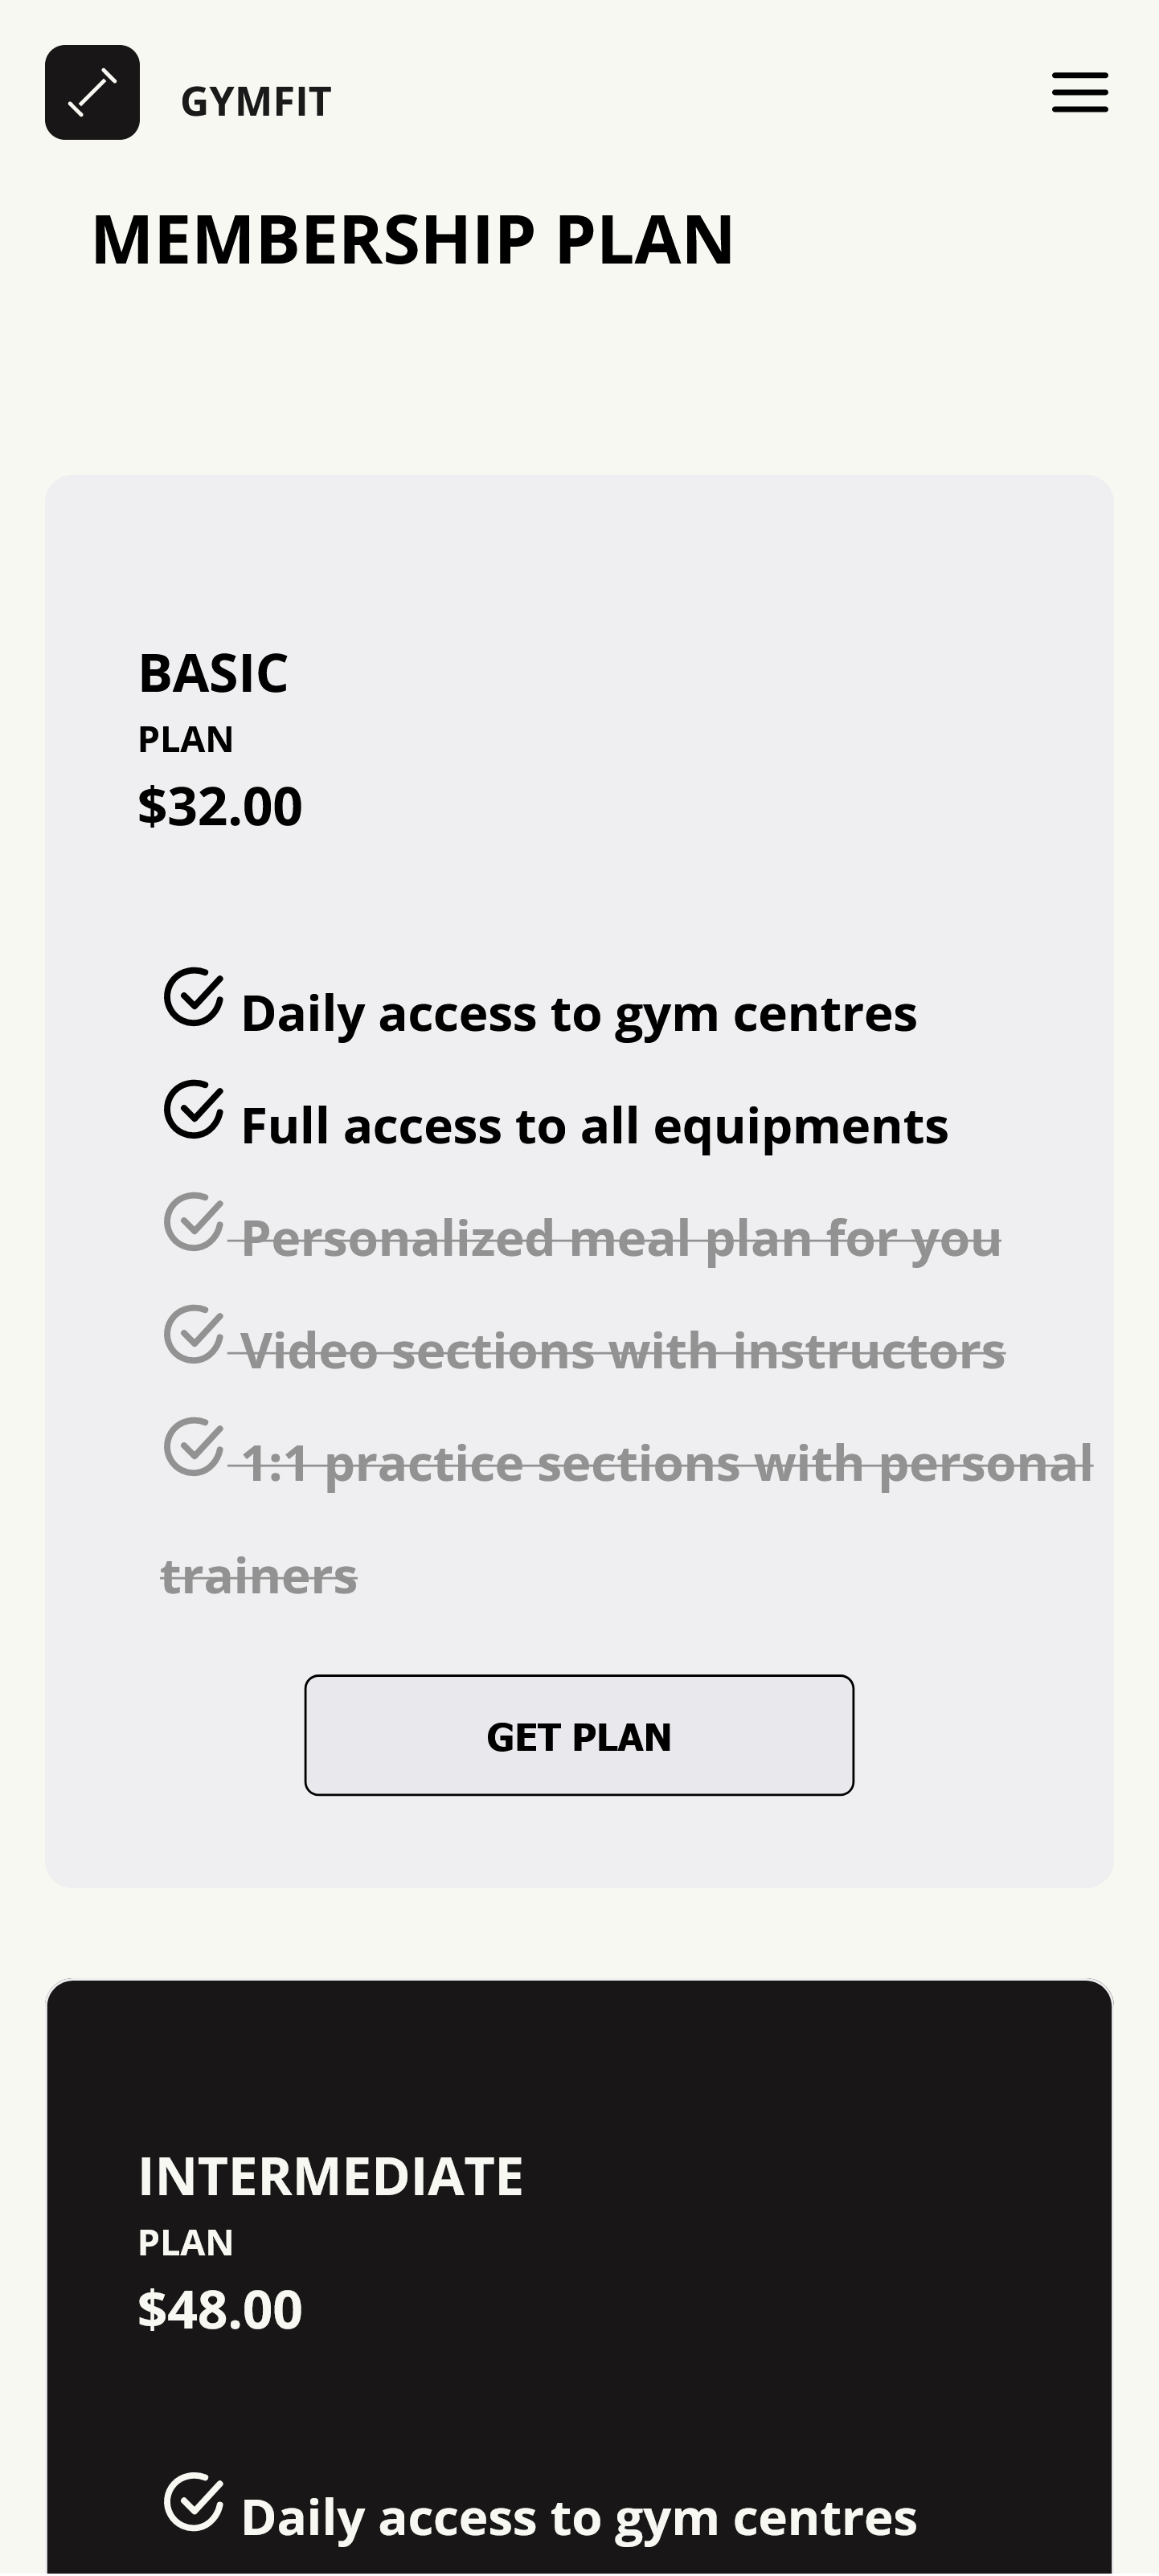 GYMFIT
MEMBERSHIP PLAN
BASIC
PLAN
$32.00
Daily access to gym centres
Full access to all equipments
Personalized meal plan for you
Video sections with instructors
1:1 practice sections with personal
trainers
GET PLAN
INTERMEDIATE
PLAN
$48.00
Daily access to gym centres